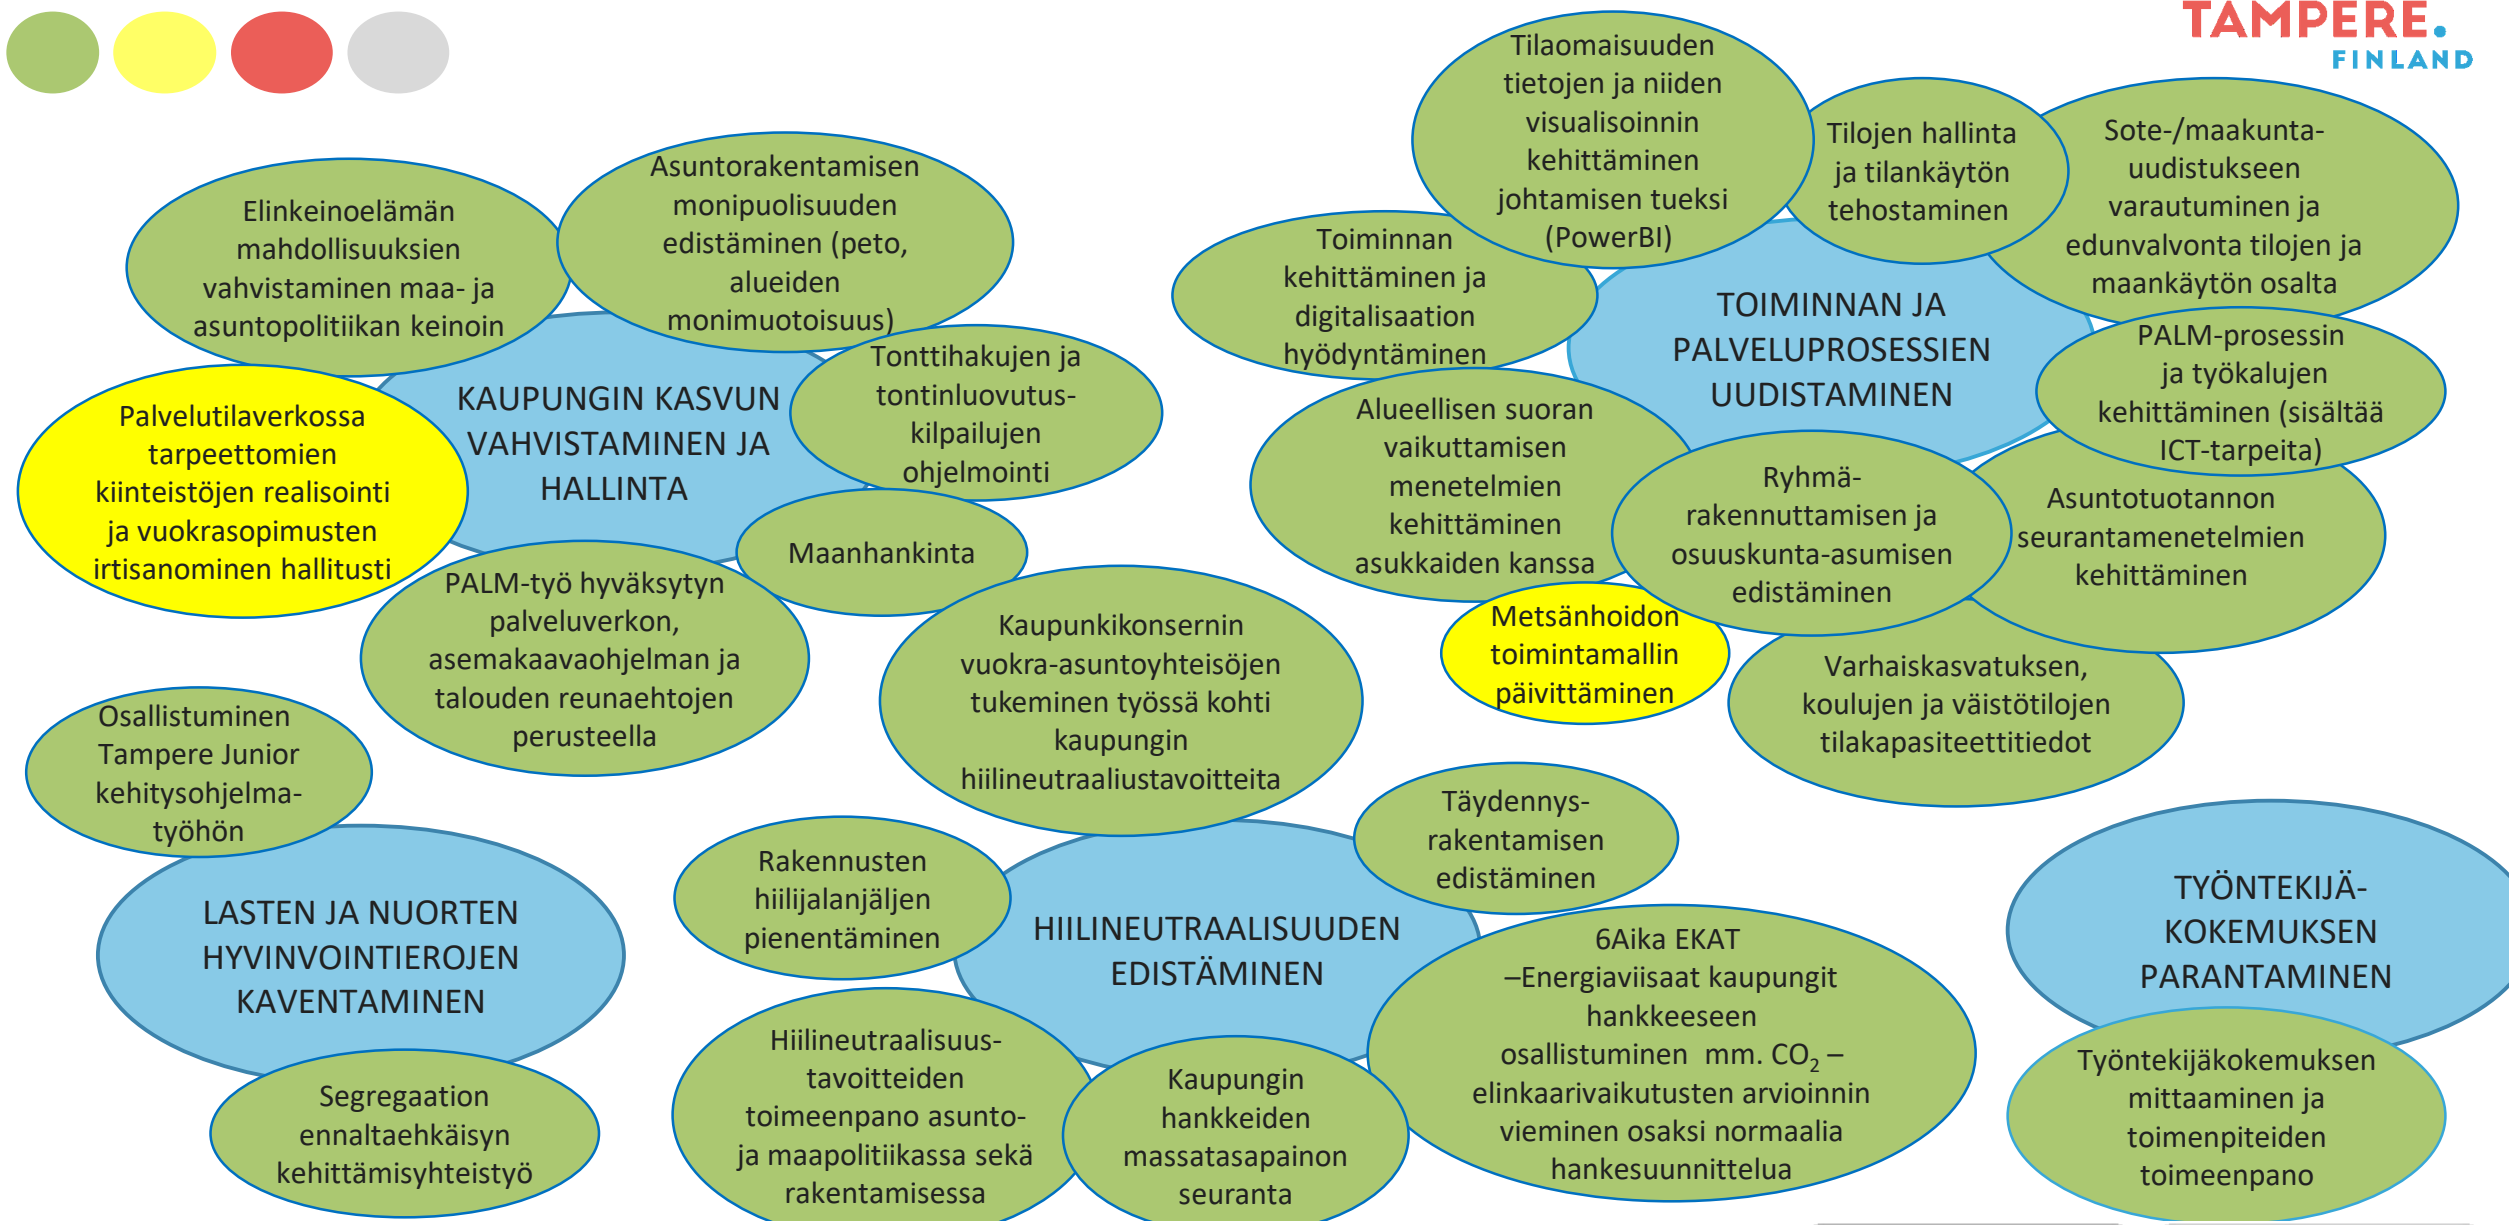 TAMPERE.
FINLAND
Elinkeinoelämän
mahdollisuuksien
vahvistaminen maa- ja
asuntopolitiikan keinoin
Asuntorakentamisen
monipuolisuuden
edistäminen (peto,
alueiden
monimuotoisuus)
Tonttihakujen ja
tontinluovutus-
kilpailujen
ohjelmointi
KAUPUNGIN KASVUN
VAHVISTAMINEN JA
HALLINTA
Palvelutilaverkossa
tarpeettomien
kiinteistöjen realisointi
ja vuokrasopimusten
irtisanominen hallitusti
Maanhankinta
PALM-työ hyväksytyn
palveluverkon,
asemakaavaohjelman ja
talouden reunaehtojen
perusteella
Tilaomaisuuden
tietojen ja niiden
visualisoinnin
kehittäminen
johtamisen tueksi
(PowerBI)
Tilojen hallinta
ja tilankäytön
tehostaminen
Sote-/maakunta-
uudistukseen
varautuminen ja
edunvalvonta tilojen ja
maankäytön osalta
Toiminnan
kehittäminen ja
digitalisaation
hyödyntäminen
TOIMINNAN JA
PALVELUPROSESSIEN
UUDISTAMINEN
PALM-prosessin
ja työkalujen
kehittäminen (sisältää
ICT-tarpeita)
Alueellisen suoran
vaikuttamisen
menetelmien
kehittäminen
asukkaiden kanssa
Ryhmä-
rakennuttamisen ja
osuuskunta-asumisen
edistäminen
Asuntotuotannon
seurantamenetelmien
kehittäminen
Metsänhoidon
toimintamallin
päivittäminen
Varhaiskasvatuksen,
koulujen ja väistötilojen
tilakapasiteettitiedot
Osallistuminen
Tampere Junior
kehitysohjelma-
työhön
LASTEN JA NUORTEN
HYVINVOINTIEROJEN
KAVENTAMINEN
Segregaation
ennaltaehkäisyn
kehittämisyhteistyö
Kaupunkikonsernin
vuokra-asuntoyhteisöjen
tukeminen työssä kohti
kaupungin
hiilineutraaliustavoitteita
Täydennys-
rakentamisen
edistäminen
Rakennusten
hiilijalanjäljen
pienentäminen
HIILINEUTRAALISUUDEN
EDISTÄMINEN
6Aika EKAT
–Energiaviisaat kaupungit
hankkeeseen
osallistuminen mm. CO₂ –
elinkaarivaikutusten arvioinnin
vieminen osaksi normaalia
hankesuunnittelua
Hiilineutraalisuus-
tavoitteiden
toimeenpano asunto-
ja maapolitiikassa sekä
rakentamisessa
Kaupungin
hankkeiden
massatasapainon
seuranta
TYÖNTEKIJÄ-
KOKEMUKSEN
PARANTAMINEN
Työntekijäkokemuksen
mittaaminen ja
toimenpiteiden
toimeenpano